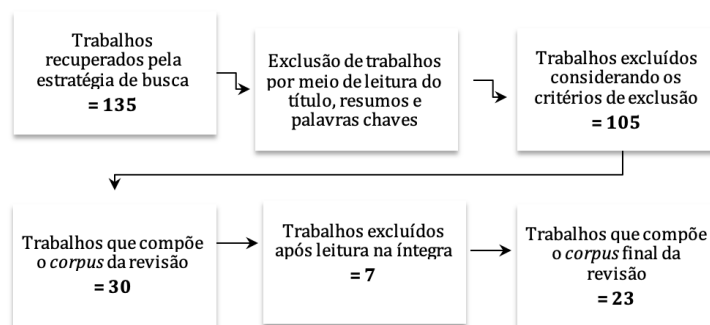 Trabalhos
recuperados pela
estratégia de busca
= 135
Exclusão de trabalhos
por meio de leitura do
título, resumos e
palavras chaves
Trabalhos excluídos
considerando os
critérios de exclusão
= 105
Trabalhos que compõe
o corpus da revisão
= 30
Trabalhos excluídos
após leitura na íntegra
= 7
Trabalhos que compõe
o corpus final da
revisão
= 23